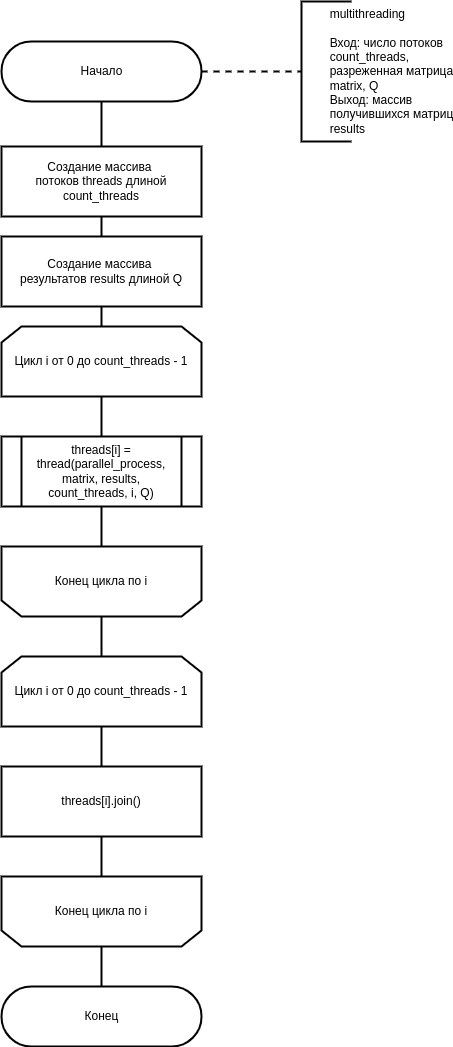 multithreading
Вход: число потоков
count_threads,
разреженная матрица
matrix, Q
Выход: массив
получившихся матриц
results
Начало
Создание массива
потоков threads длиной
count_threads
Создание массива
результатов results длиной Q
Цикл i от 0 до count_threads - 1
threads[i] =
thread(parallel_process,
matrix, results,
count_threads, i, Q)
Конец цикла по i
Цикл i от 0 до count_threads - 1
threads[i].join()
Конец цикла по i
Конец